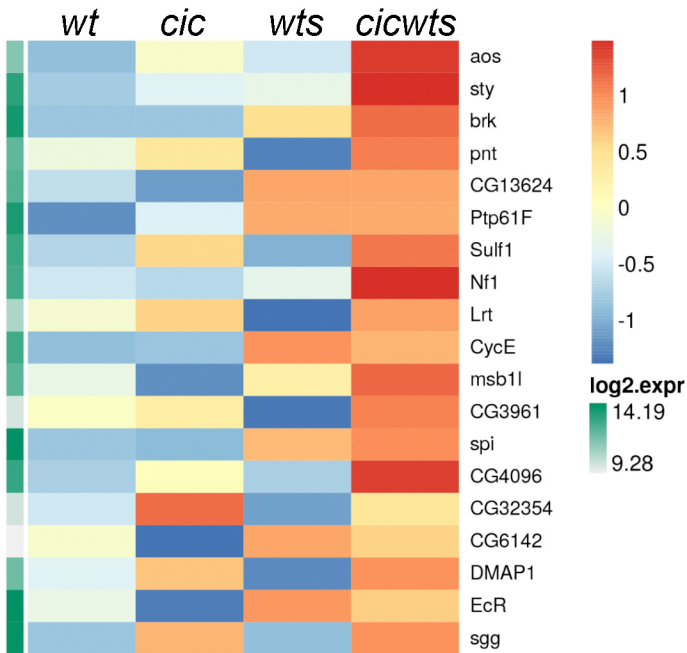 wt cic wts cicwts
aos
sty
brk
pnt
CG13624
Ptp61F
Sulf1
Nf1
Lrt
CycE
msb1l
CG3961
spi
CG4096
CG32354
CG6142
DMAP1
EcR
sgg
1
0.5
0
-0.5
-1
log2.expr
14.19
9.28